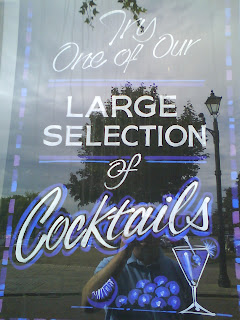 Try
One of Our
LARGE
SELECTION
of
Cocktails